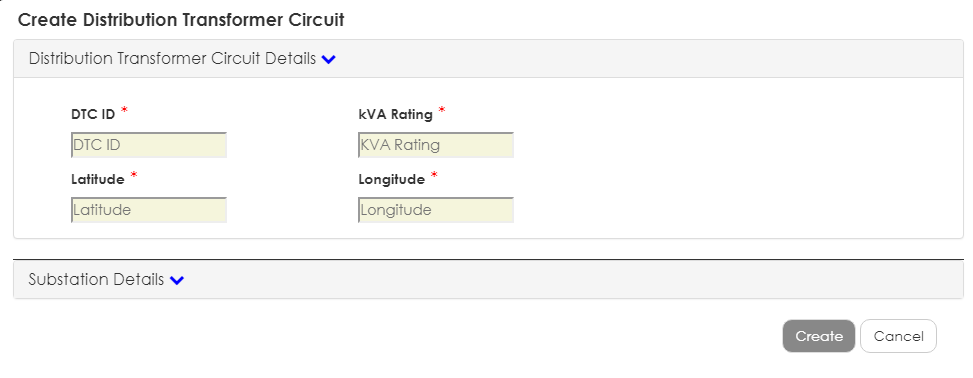 Create Distribution Transformer Circuit
Distribution Transformer Circuit Details
DTC ID * kVA Rating *
DTC ID KVA Rating
Latitude * Longitude *
Latitude Longitude
Substation Details
Create Cancel